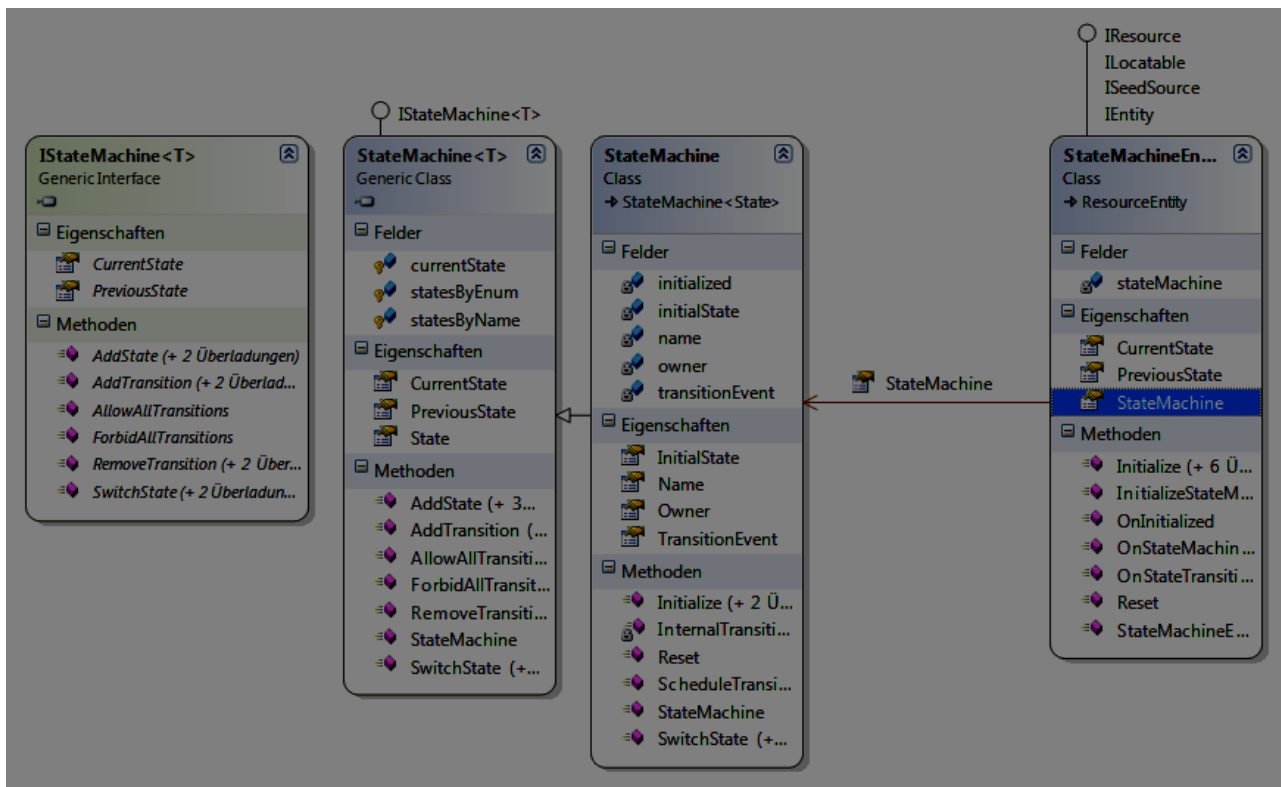 IStateMachine<T>
Generic Interface
Eigenschaften
CurrentState
PreviousState
Methoden
AddState (+ 2 Überladungen)
AddTransition (+ 2 Überlad...
AllowAllTransitions
ForbidAllTransitions
RemoveTransition (+ 2 Über...
SwitchState (+ 2 Überladun...
IStateMachine<T>
StateMachine<T>
Generic Class
Felder
currentState
statesByEnum
statesByName
Eigenschaften
CurrentState
PreviousState
State
Methoden
AddState (+ 3...
AddTransition (...
AllowAllTransiti...
ForbidAllTransit...
RemoveTransiti...
StateMachine
SwitchState (+...
StateMachine
Class
StateMachine<State>
Felder
initialized
initialState
name
owner
transitionEvent
Eigenschaften
InitialState
Name
Owner
TransitionEvent
Methoden
Initialize (+ 2 Ü...
InternalTransiti...
Reset
ScheduleTransi...
StateMachine
SwitchState (+...
StateMachine
IResource
ILocatable
ISeedSource
IEntity
StateMachineEn...
Class
ResourceEntity
Felder
stateMachine
Eigenschaften
CurrentState
PreviousState
StateMachine
Methoden
Initialize (+ 6 Ü...
InitializeStateM...
OnInitialized
OnStateMachin...
OnStateTransiti...
Reset
StateMachineE...